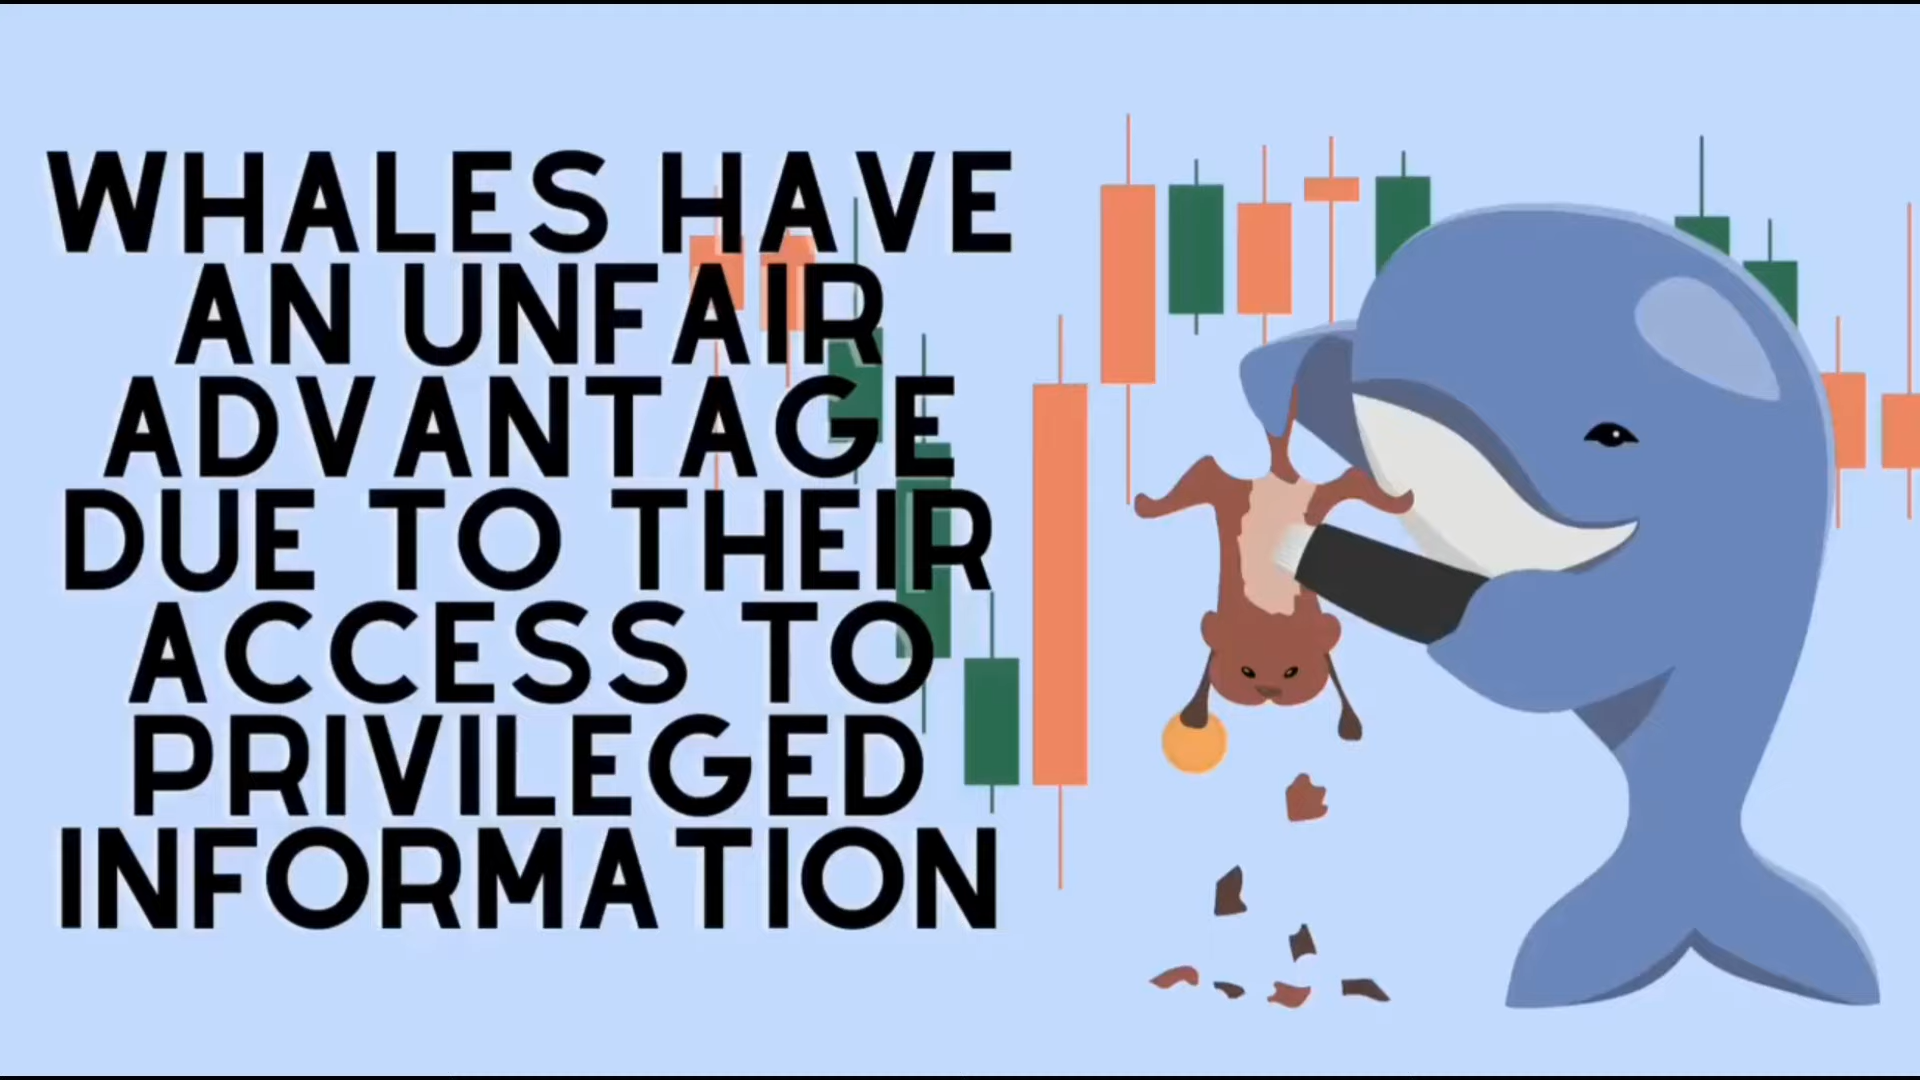 WHALES HAVE
AN UNFAIR
ADVANTAGE
DUE TO THEIR
ACCESS TO
PRIVILEGED
INFORMATION